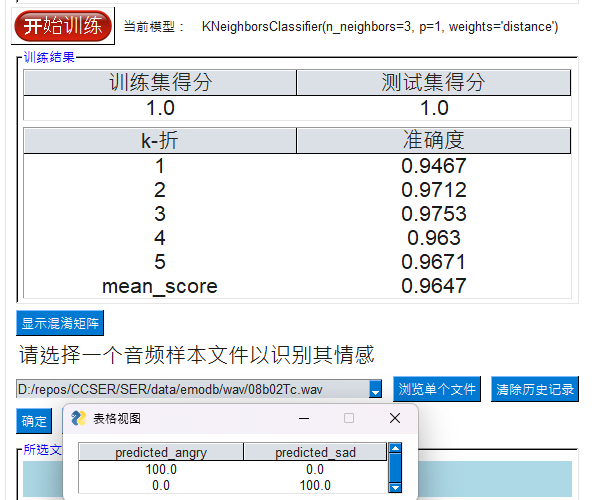 开始训练 当前模型： KNeighborsClassifier(n_neighbors=3, p=1, weights='distance')
训练结果
训练集得分 测试集得分
1.0 1.0
k-折 准确度
1 0.9467
2 0.9712
3 0.9753
4 0.963
5 0.9671
mean_score 0.9647
显示混淆矩阵
请选择一个音频样本文件以识别其情感
D:/repos/CCSER/SER/data/emodb/wav/08b02Tc.wav 浏览单个文件 清除历史记录
确定 表格视图
所选文
predicted_angry predicted_sad
100.0 0.0
0.0 100.0